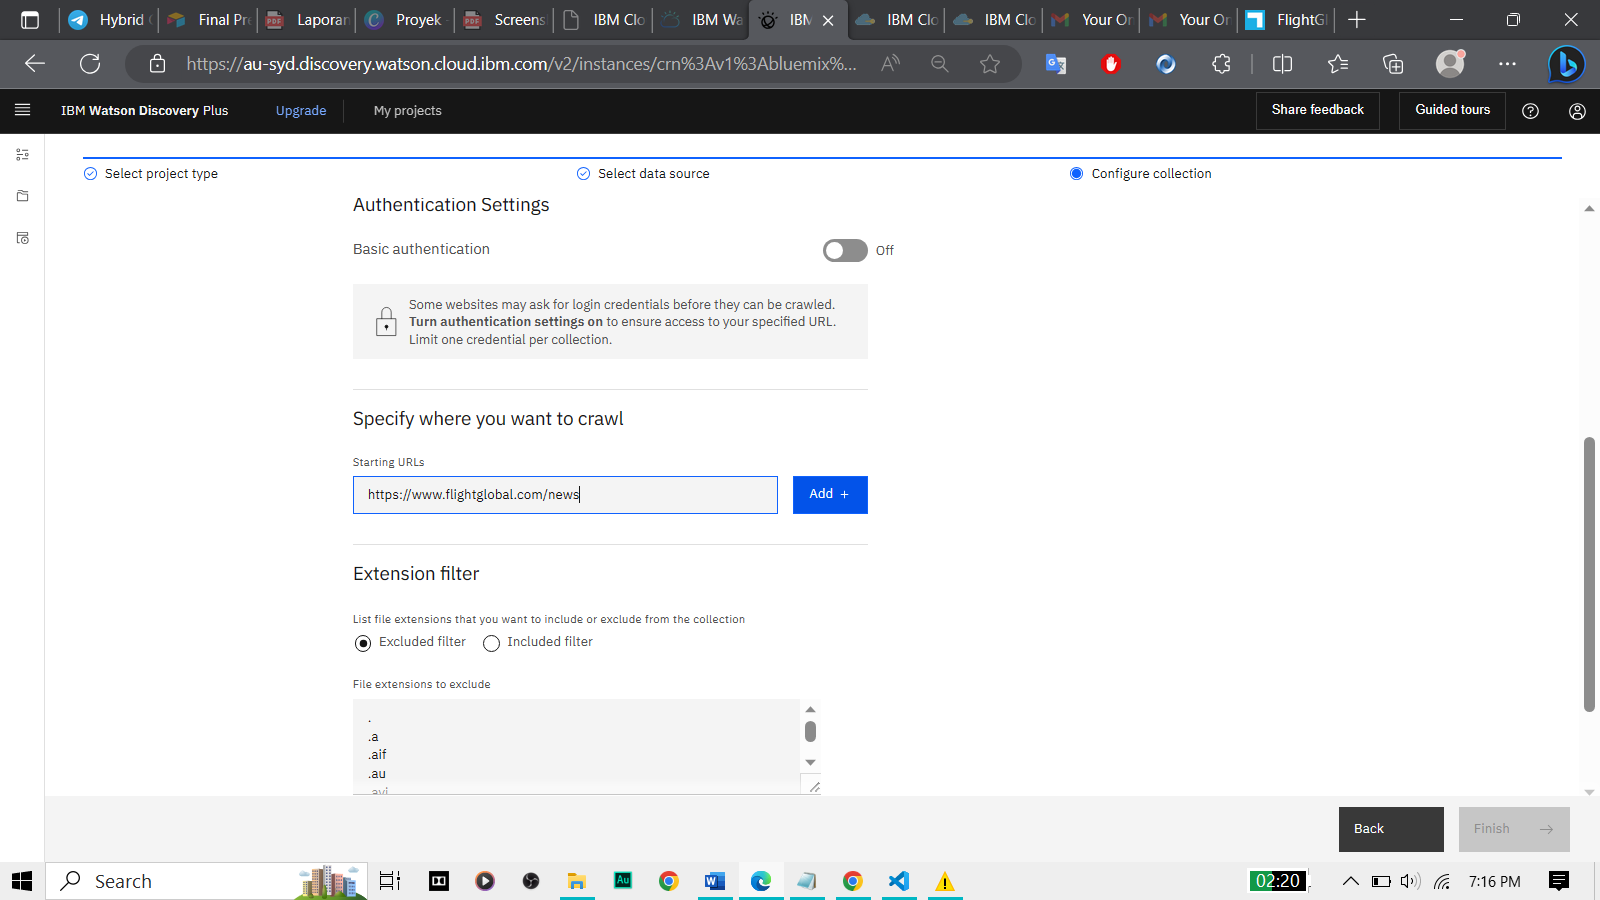 Hybrid
Final Pr
Laporan
Proyek
Screens
IBM Clo
IBM Wa
IBM
IBM Clo
IBM Clo
Your Or
Your Or
FlightGl
https://au-syd.discovery.watson.cloud.ibm.com/v2/instances/crn%3Av1%3Abluemix%...
IBM Watson Discovery Plus
Upgrade
My projects
Share feedback
Guided tours
Select project type
Select data source
Configure collection
Authentication Settings
Basic authentication
Off
Some websites may ask for login credentials before they can be crawled.
Turn authentication settings on to ensure access to your specified URL.
Limit one credential per collection.
Specify where you want to crawl
Starting URLs
https://www.flightglobal.com/news
Add +
Extension filter
List file extensions that you want to include or exclude from the collection
Excluded filter
Included filter
File extensions to exclude
.
.a
.aif
.au
.avi
Back
Finish
Search
02:20
7:16 PM